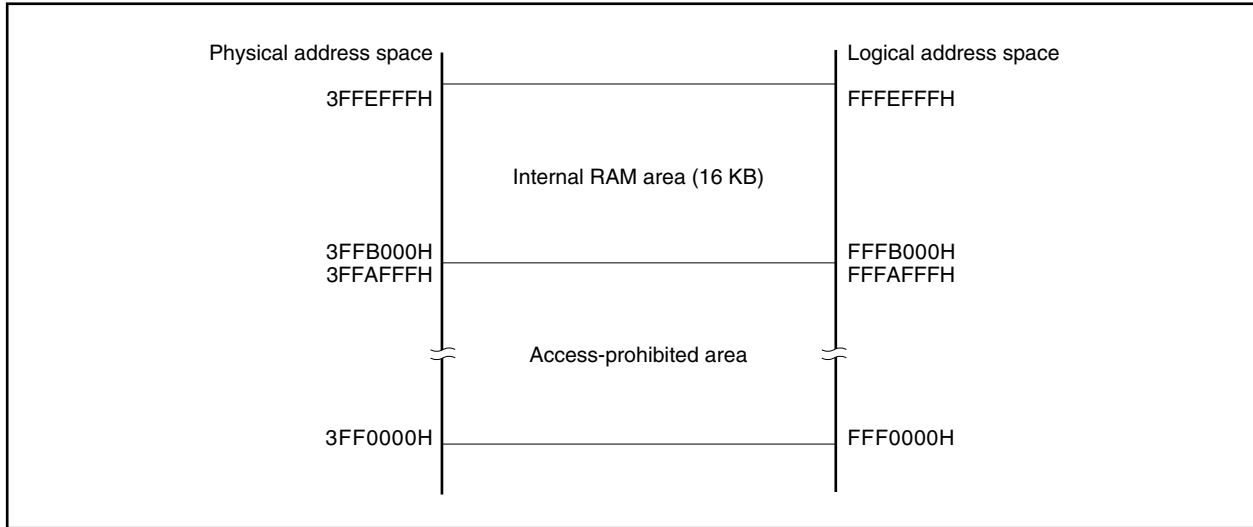 Physical address space
Logical address space
3FFEFFFH
FFFEFFFH
Internal RAM area (16 KB)
3FFB000H
FFFB000H
3FFAFFFH
FFFAFFFH
Access-prohibited area
3FF0000H
FFF0000H